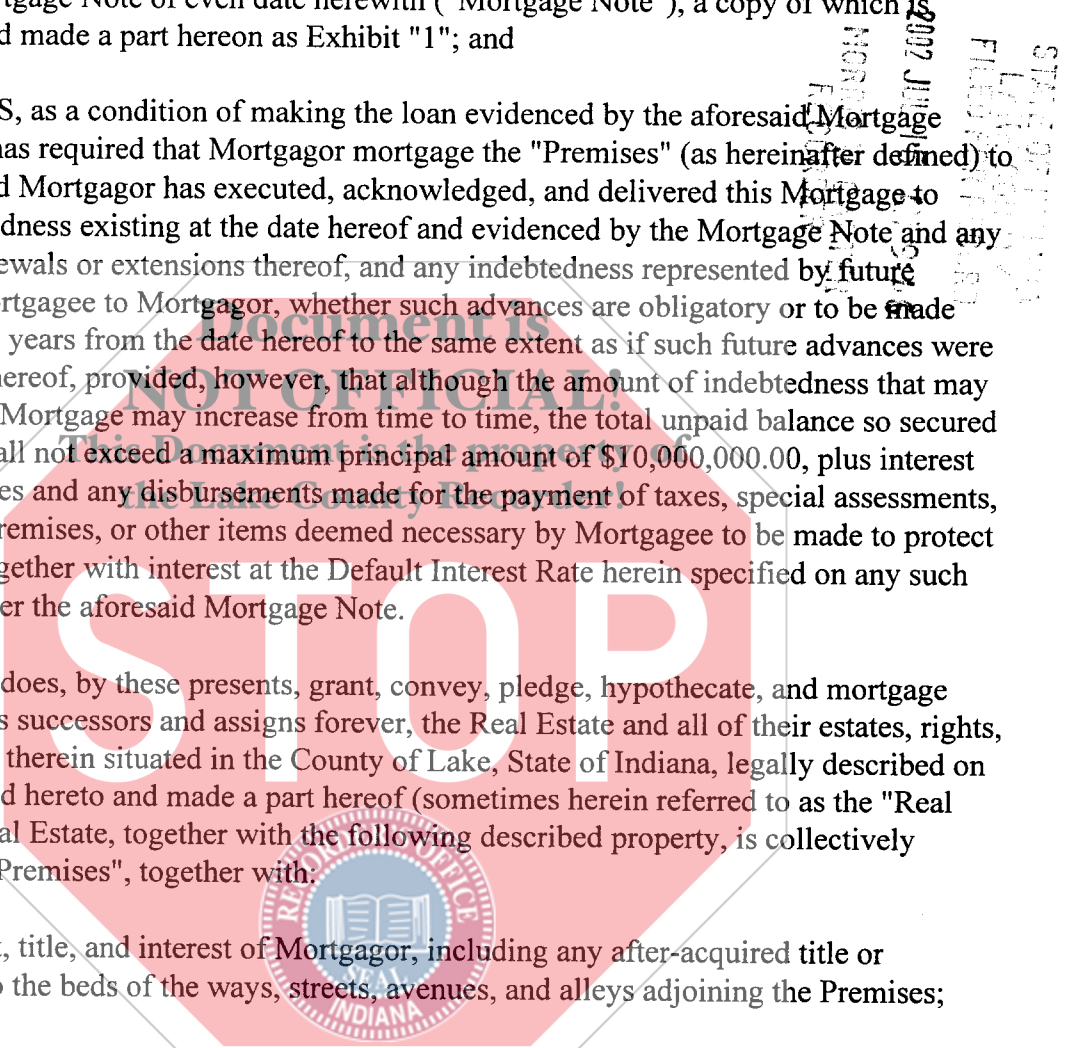 tgage Note of even date herewith ("Mortgage Note"), a copy of which is
d made a part hereon as Exhibit "1"; and
S, as a condition of making the loan evidenced by the aforesaid Mortgage
has required that Mortgagor mortgage the "Premises" (as hereinafter defined) to
d Mortgagor has executed, acknowledged, and delivered this Mortgage to
dness existing at the date hereof and evidenced by the Mortgage Note and any
ewals or extensions thereof, and any indebtedness represented by future
rtgagee to Mortgagor, whether such advances are obligatory or to be made
years from the date hereof to the same extent as if such future advances were
hereof, provided, however, that although the amount of indebtedness that may
Mortgage may increase from time to time, the total unpaid balance so secured
all not exceed a maximum principal amount of $10,000,000.00, plus interest
es and any disbursements made for the payment of taxes, special assessments,
remises, or other items deemed necessary by Mortgagee to be made to protect
gether with interest at the Default Interest Rate herein specified on any such
er the aforesaid Mortgage Note.
does, by these presents, grant, convey, pledge, hypothecate, and mortgage
s successors and assigns forever, the Real Estate and all of their estates, rights,
therein situated in the County of Lake, State of Indiana, legally described on
d hereto and made a part hereof (sometimes herein referred to as the "Real
al Estate, together with the following described property, is collectively
Premises", together with:
, title, and interest of Mortgagor, including any after-acquired title or
o the beds of the ways, streets, avenues, and alleys adjoining the Premises;
Document is
NOT OFFICIAL!
This Document is the property of
the Lake County Recorder!
STOP
SEAL
INDIANA
2002